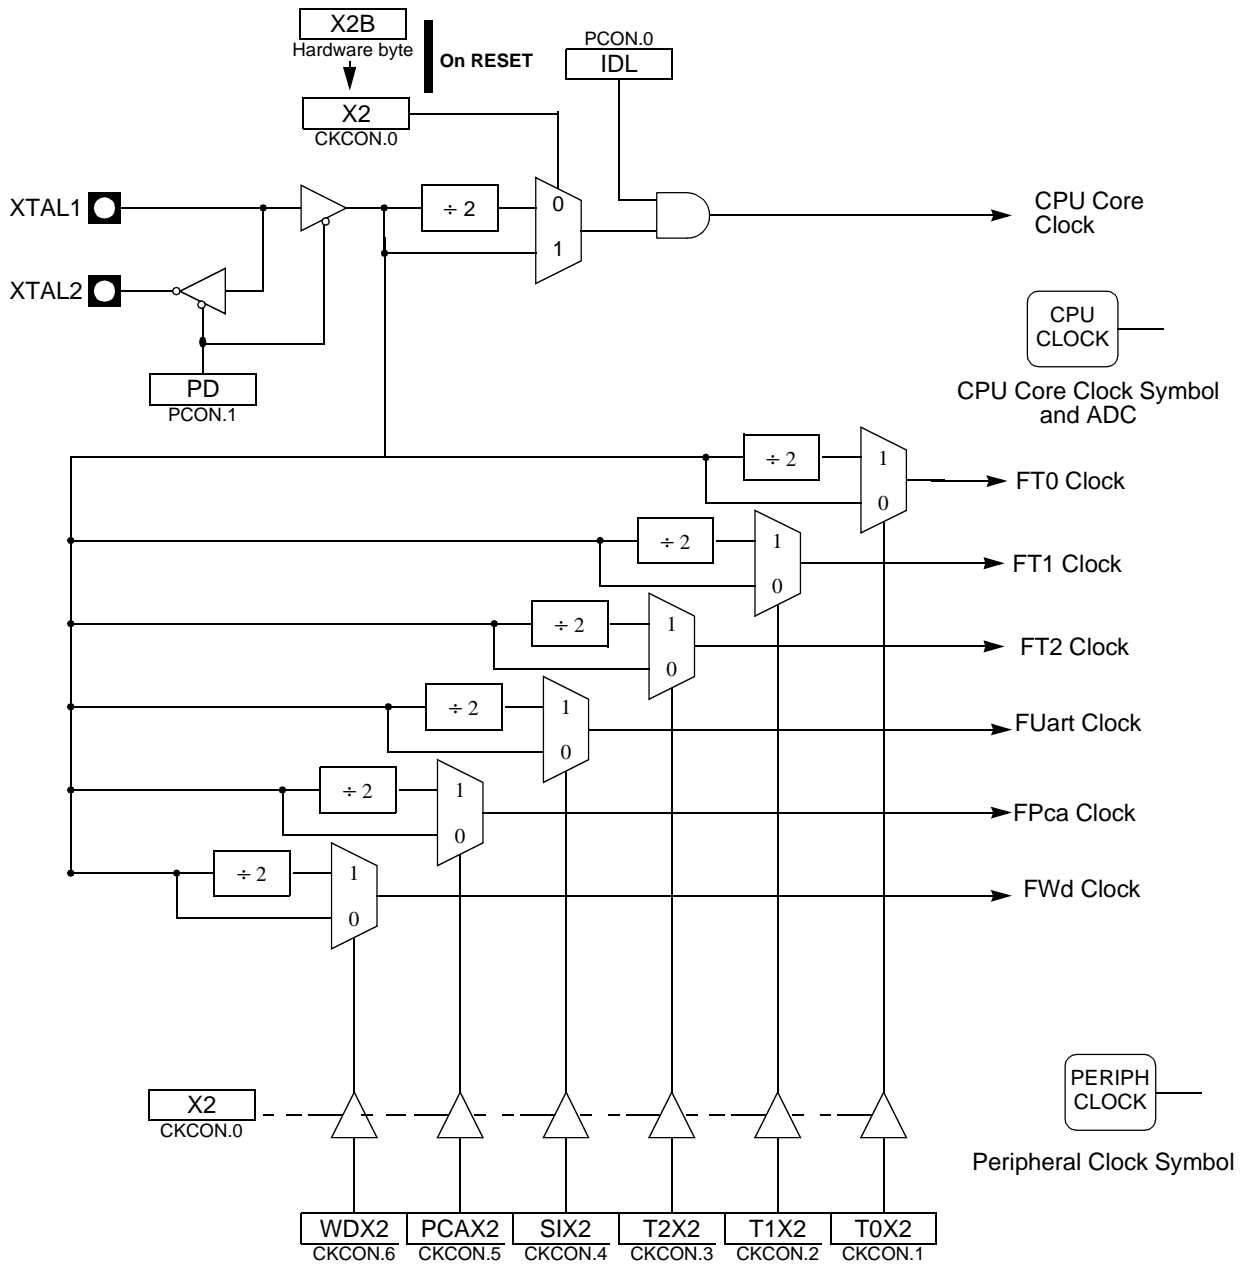 X2B
Hardware byte
On RESET
X2
CKCON.0
PCON.0
IDL
XTAL1
÷ 2
0
1
CPU Core
Clock
XTAL2
PD
PCON.1
CPU
CLOCK
CPU Core Clock Symbol
and ADC
÷ 2
1
0
FT0 Clock
÷ 2
1
0
FT1 Clock
÷ 2
1
0
FT2 Clock
÷ 2
1
0
FUart Clock
÷ 2
1
0
FPca Clock
÷ 2
1
0
FWd Clock
X2
CKCON.0
PERIPH
CLOCK
Peripheral Clock Symbol
WDX2
CKCON.6
PCAX2
CKCON.5
SIX2
CKCON.4
T2X2
CKCON.3
T1X2
CKCON.2
T0X2
CKCON.1